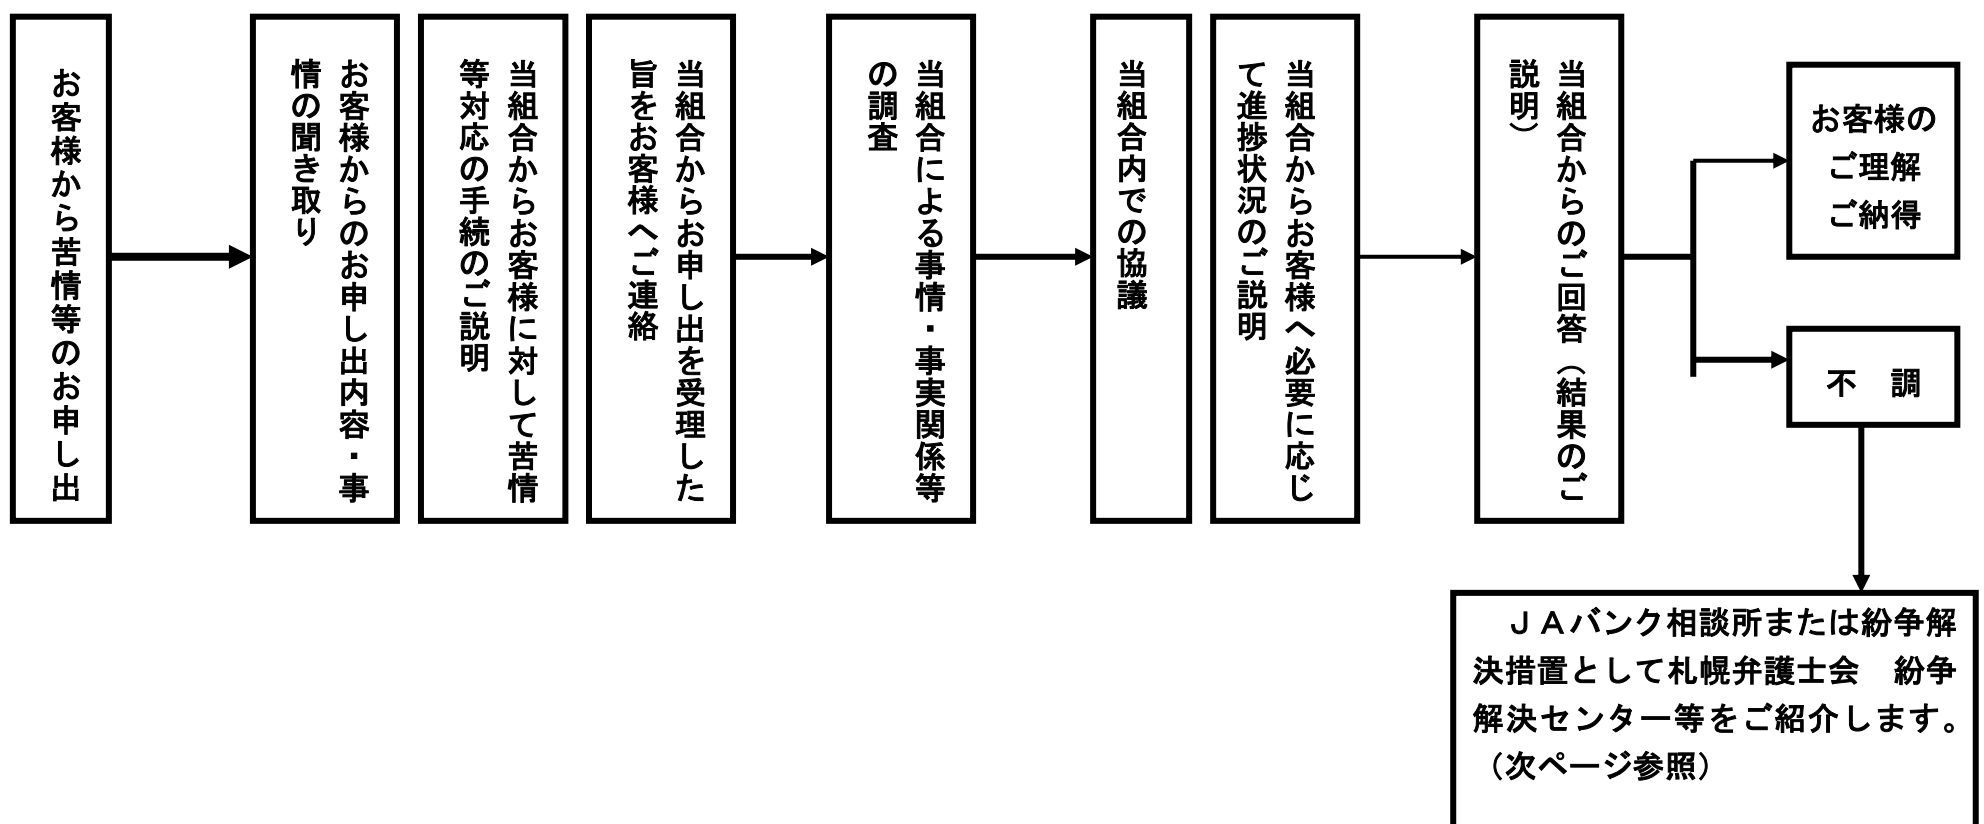 お客様から苦情等のお申し出
お客様からのお申し出内容・事
情の聞き取り
当組合からお客様に対して苦情
等対応の手続のご説明
当組合からお申し出を受理した
旨をお客様へご連絡
当組合による事情・事実関係等
の調査
当組合内での協議
当組合からお客様へ必要に応じ
て進捗状況のご説明
当組合からのご回答（結果のご
説明）
お客様の
ご理解
ご納得
不　調
ＪＡバンク相談所または紛争解
決措置として札幌弁護士会　紛争
解決センター等をご紹介します。
（次ページ参照）